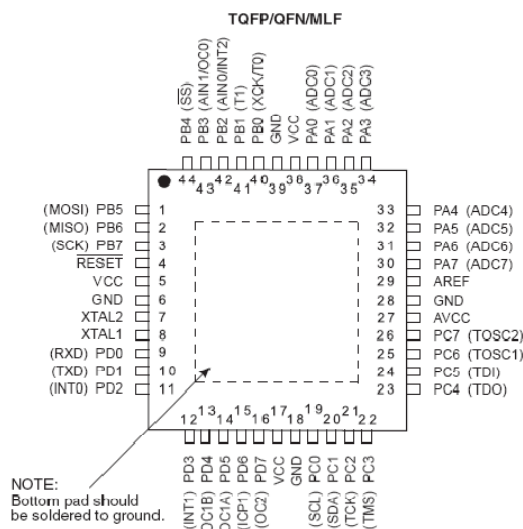 TQFP/QFN/MLF
PB4 (SS)
PB3 (AIN1/OC0)
PB2 (AIN0/INT2)
PB1 (T1)
PB0 (XCK/T0)
GND
VCC
PA0 (ADC0)
PA1 (ADC1)
PA2 (ADC2)
PA3 (ADC3)
44 43 42 41 40 39 38 37 36 35 34
(MOSI) PB5 1
(MISO) PB6 2
(SCK) PB7 3
RESET 4
VCC 5
GND 6
XTAL2 7
XTAL1 8
(RXD) PD0 9
(TXD) PD1 10
(INT0) PD2 11
33 PA4 (ADC4)
32 PA5 (ADC5)
31 PA6 (ADC6)
30 PA7 (ADC7)
29 AREF
28 GND
27 AVCC
26 PC7 (TOSC2)
25 PC6 (TOSC1)
24 PC5 (TDI)
23 PC4 (TDO)
12 13 14 15 16 17 18 19 20 21 22
(INT1) PD3
OC1B) PD4
OC1A) PD5
(ICP1) PD6
(OC2) PD7
VCC
GND
(SCL) PC0
(SDA) PC1
(TCK) PC2
(TMS) PC3
NOTE:
Bottom pad should
be soldered to ground.